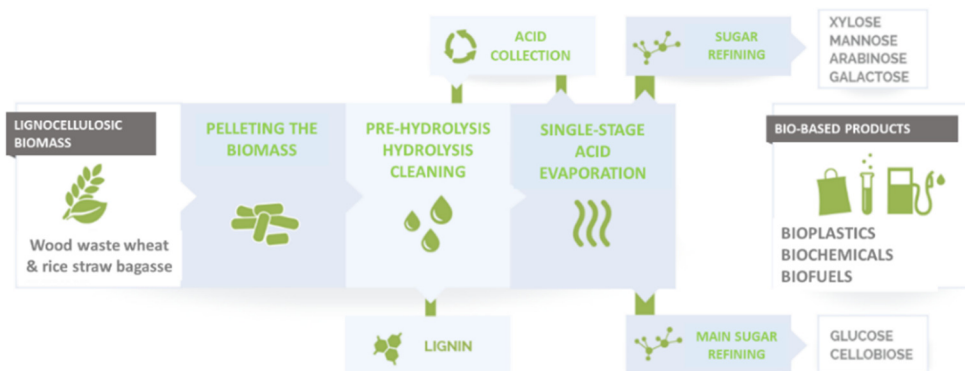 LIGNOCELLULOSIC
BIOMASS
Wood waste wheat
& rice straw bagasse
PELLETING THE
BIOMASS
PRE-HYDROLYSIS
HYDROLYSIS
CLEANING
ACID
COLLECTION
LIGNIN
SINGLE-STAGE
ACID
EVAPORATION
SUGAR
REFINING
XYLOSE
MANNOSE
ARABINOSE
GALACTOSE
MAIN SUGAR
REFINING
GLUCOSE
CELLOBIOSE
BIO-BASED PRODUCTS
BIOPLASTICS
BIOCHEMICALS
BIOFUELS